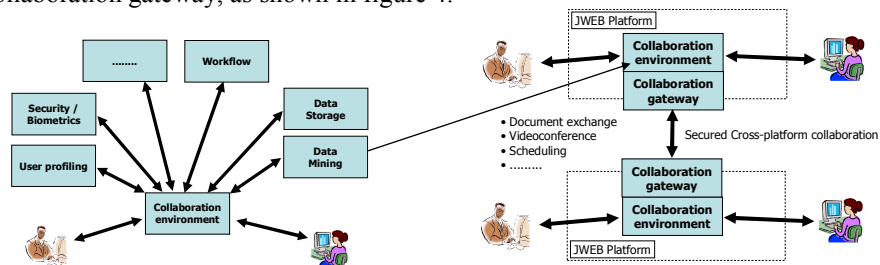 ollaboration gateway, as shown in figure 4.
........
Workflow
Security /
Biometrics
Data
Storage
User profiling
Data
Mining
Collaboration
environment
JWEB Platform
Collaboration
environment
Collaboration
gateway
• Document exchange
• Videoconference
• Scheduling
• .........
Secured Cross-platform collaboration
Collaboration
gateway
Collaboration
environment
JWEB Platform